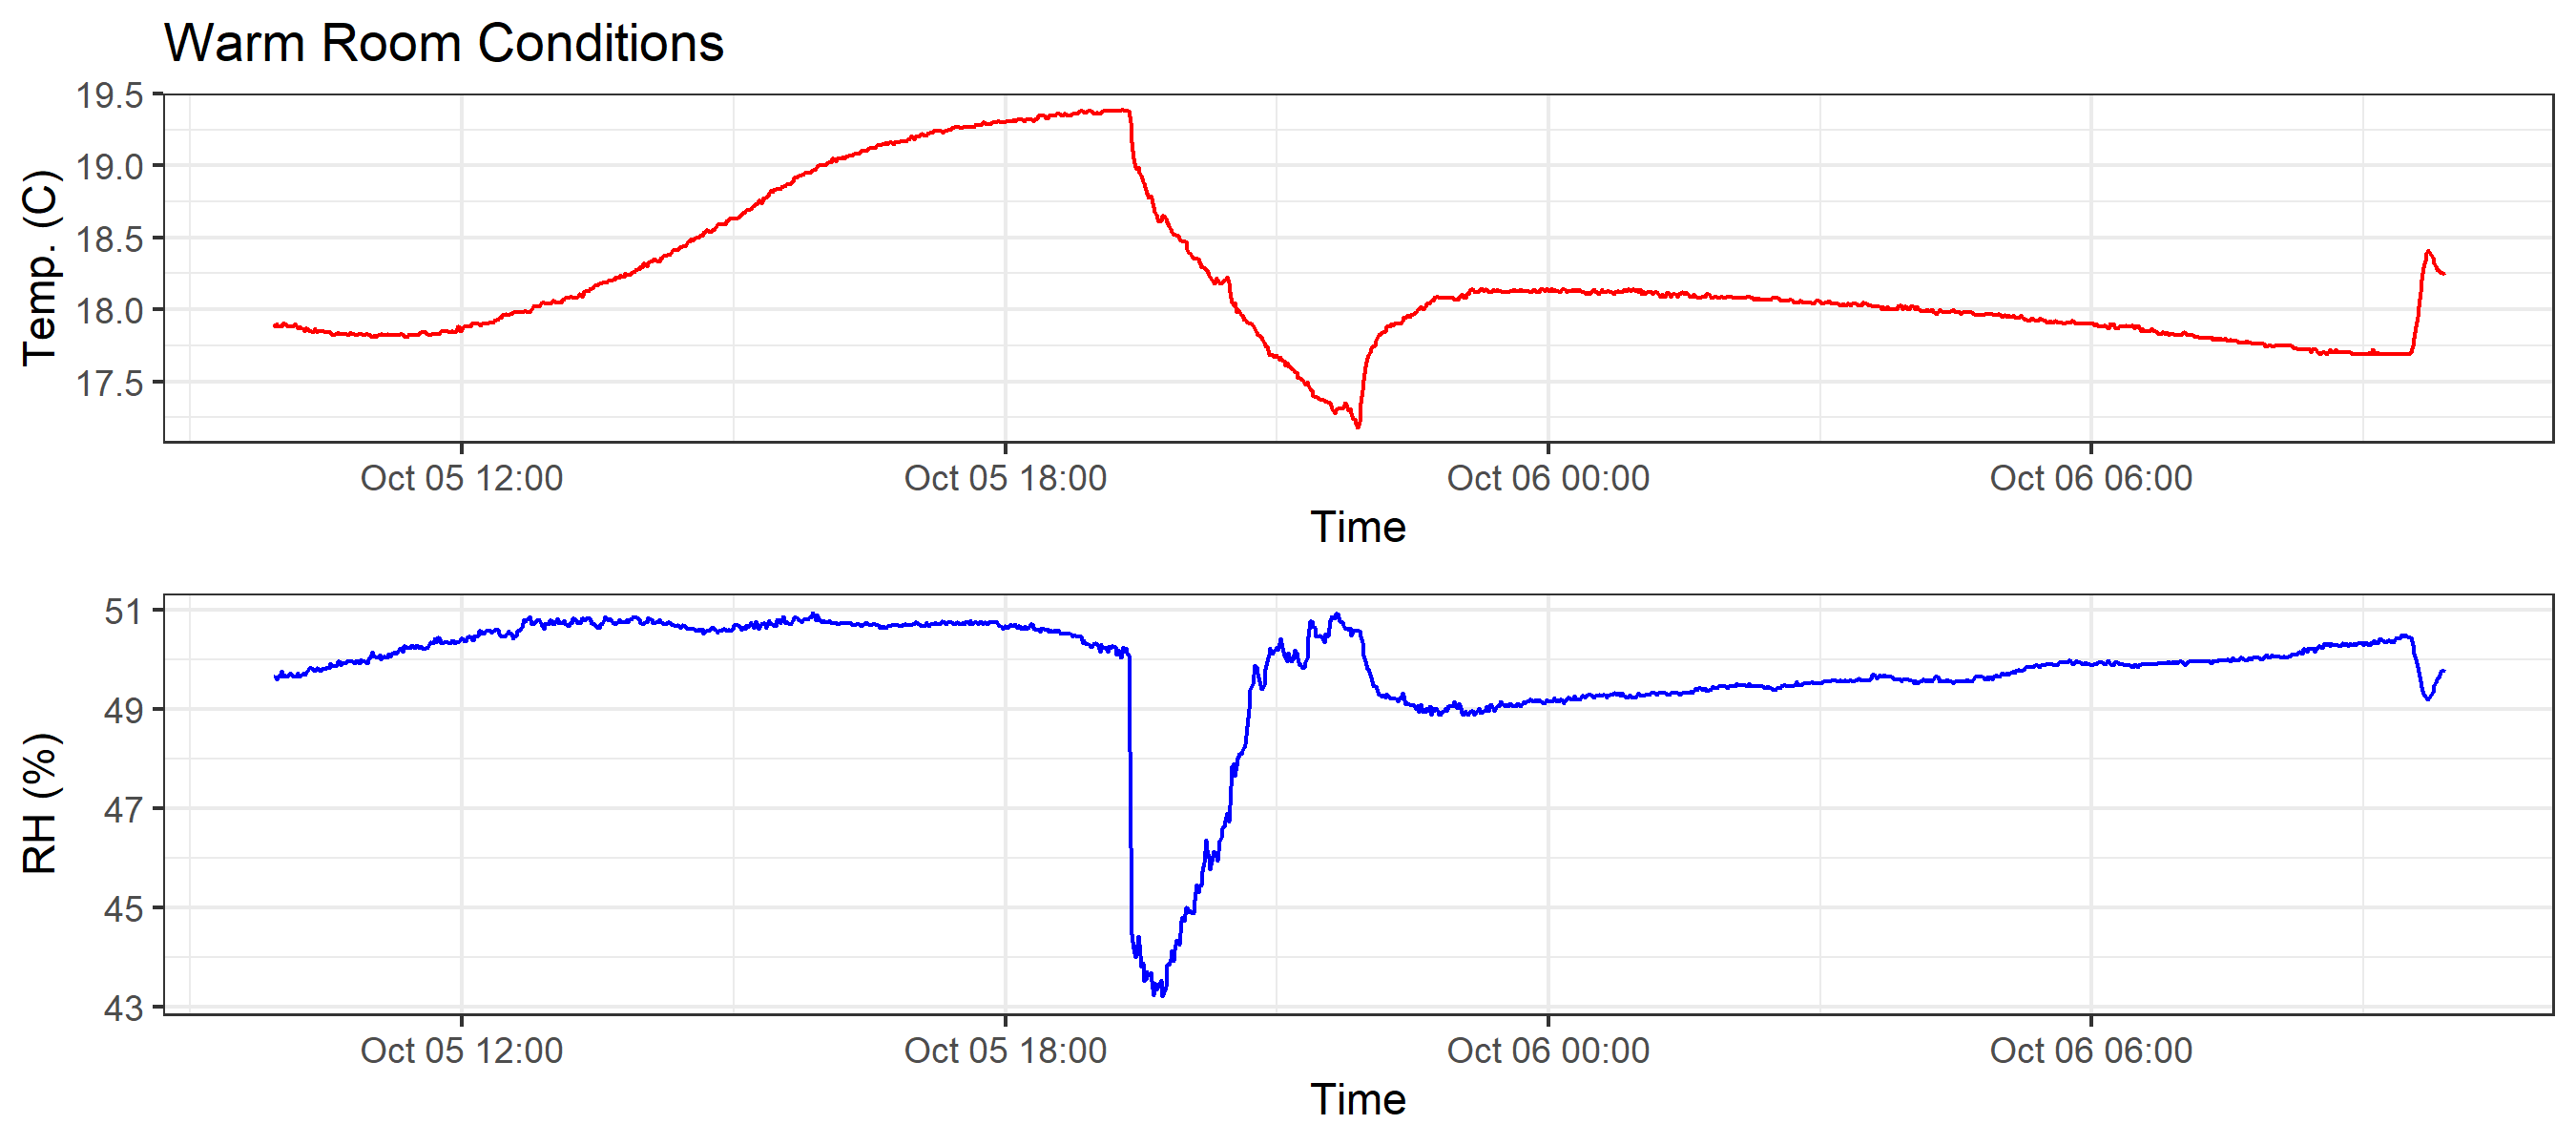 Warm Room Conditions
Temp. (C)
19.5
19.0
18.5
18.0
17.5
Oct 05 12:00 Oct 05 18:00 Oct 06 00:00 Oct 06 06:00
Time
RH (%)
51
49
47
45
43
Oct 05 12:00 Oct 05 18:00 Oct 06 00:00 Oct 06 06:00
Time